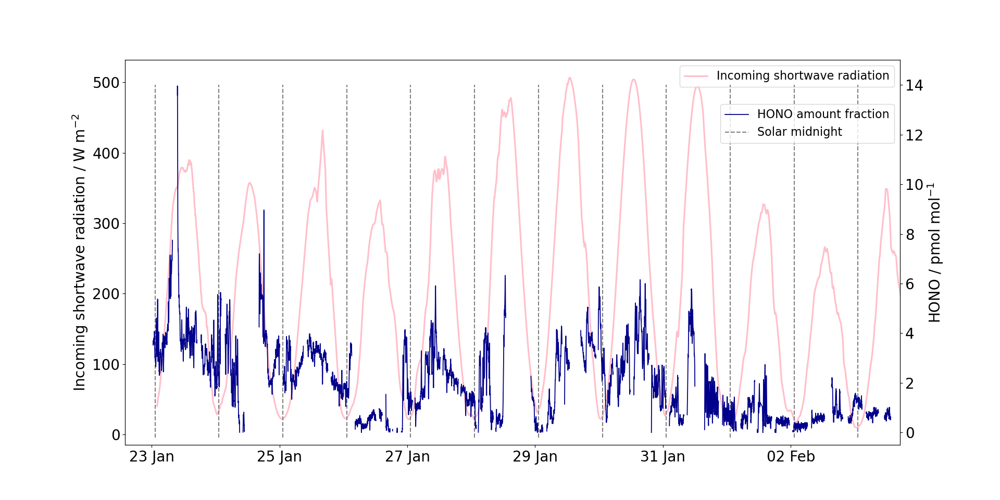 Incoming shortwave radiation / W m⁻²
500
400
300
200
100
0
23 Jan
25 Jan
27 Jan
29 Jan
31 Jan
02 Feb
Incoming shortwave radiation
HONO amount fraction
Solar midnight
14
12
10
8
6
4
2
0
HONO / pmol mol⁻¹